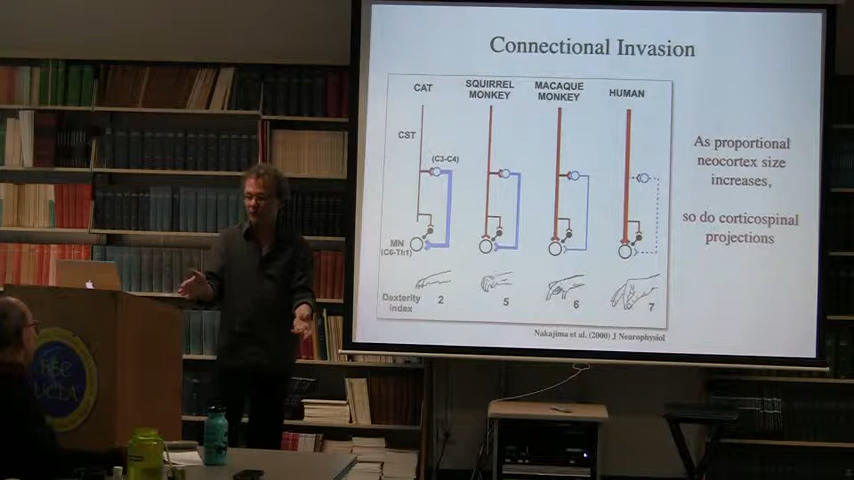 Connectional Invasion
CAT
SQUIRREL
MONKEY
MACAQUE
MONKEY
HUMAN
CST
(C3-C4)
MN
(C6-Th1)
Dexterity
index
2
5
6
7
Nakajima et al. (2000) J Neurophysiol
As proportional
neocortex size
increases,
so do corticospinal
projections
UCLA